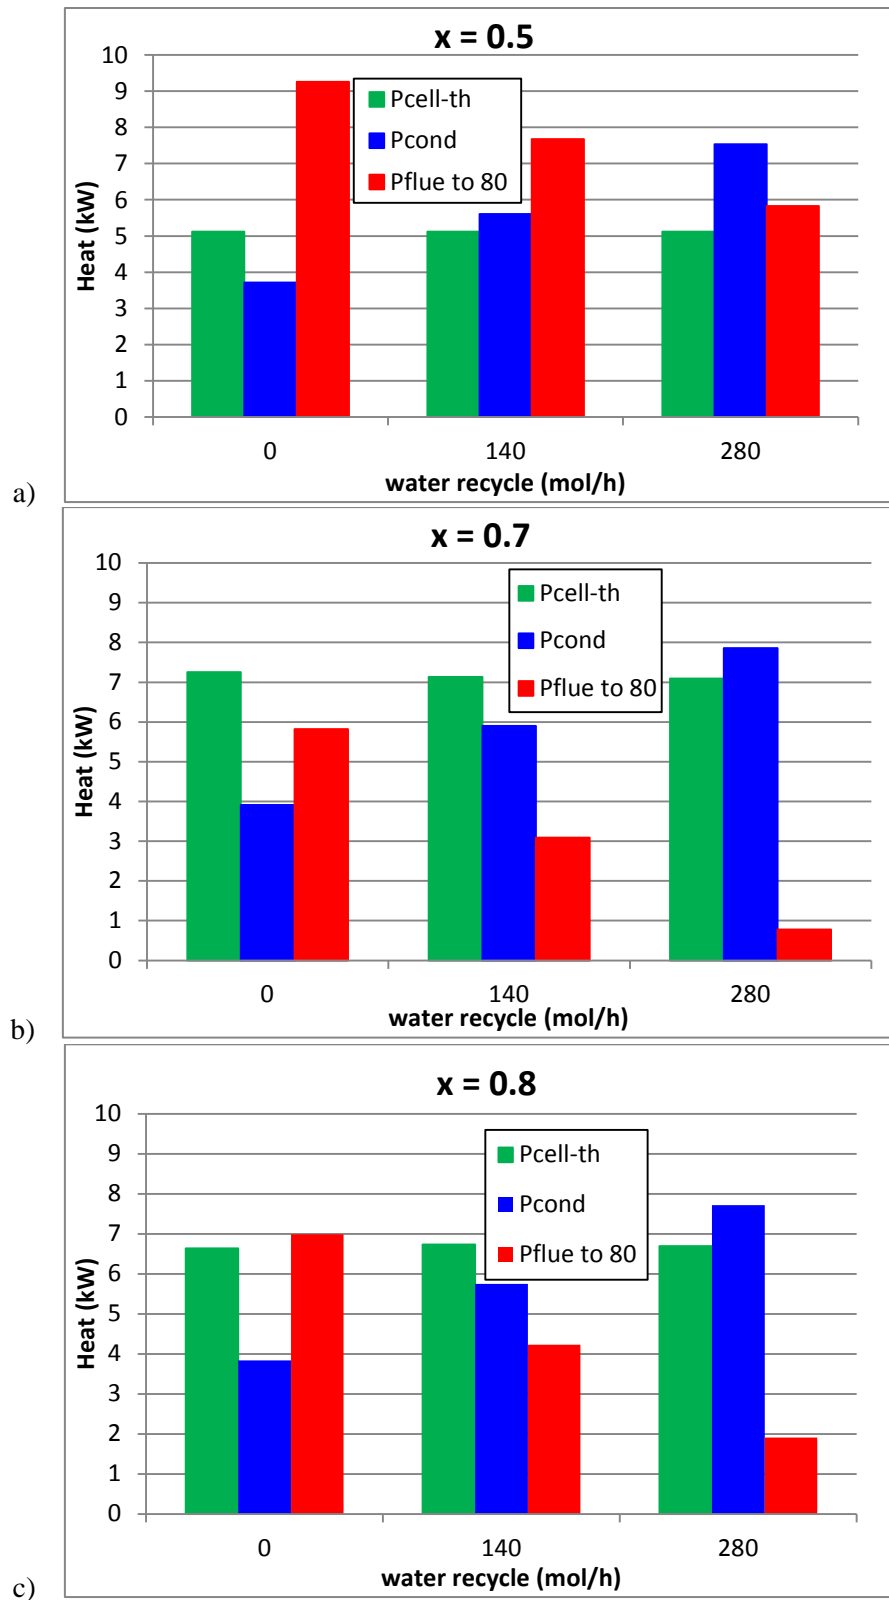 x = 0.5
10
9
8
7
6
5
4
3
2
1
0
Heat (kW)
Pcell-th
Pcond
Pflue to 80
0 140 280
water recycle (mol/h)
a)
x = 0.7
10
9
8
7
6
5
4
3
2
1
0
Heat (kW)
Pcell-th
Pcond
Pflue to 80
0 140 280
water recycle (mol/h)
b)
x = 0.8
10
9
8
7
6
5
4
3
2
1
0
Heat (kW)
Pcell-th
Pcond
Pflue to 80
0 140 280
water recycle (mol/h)
c)